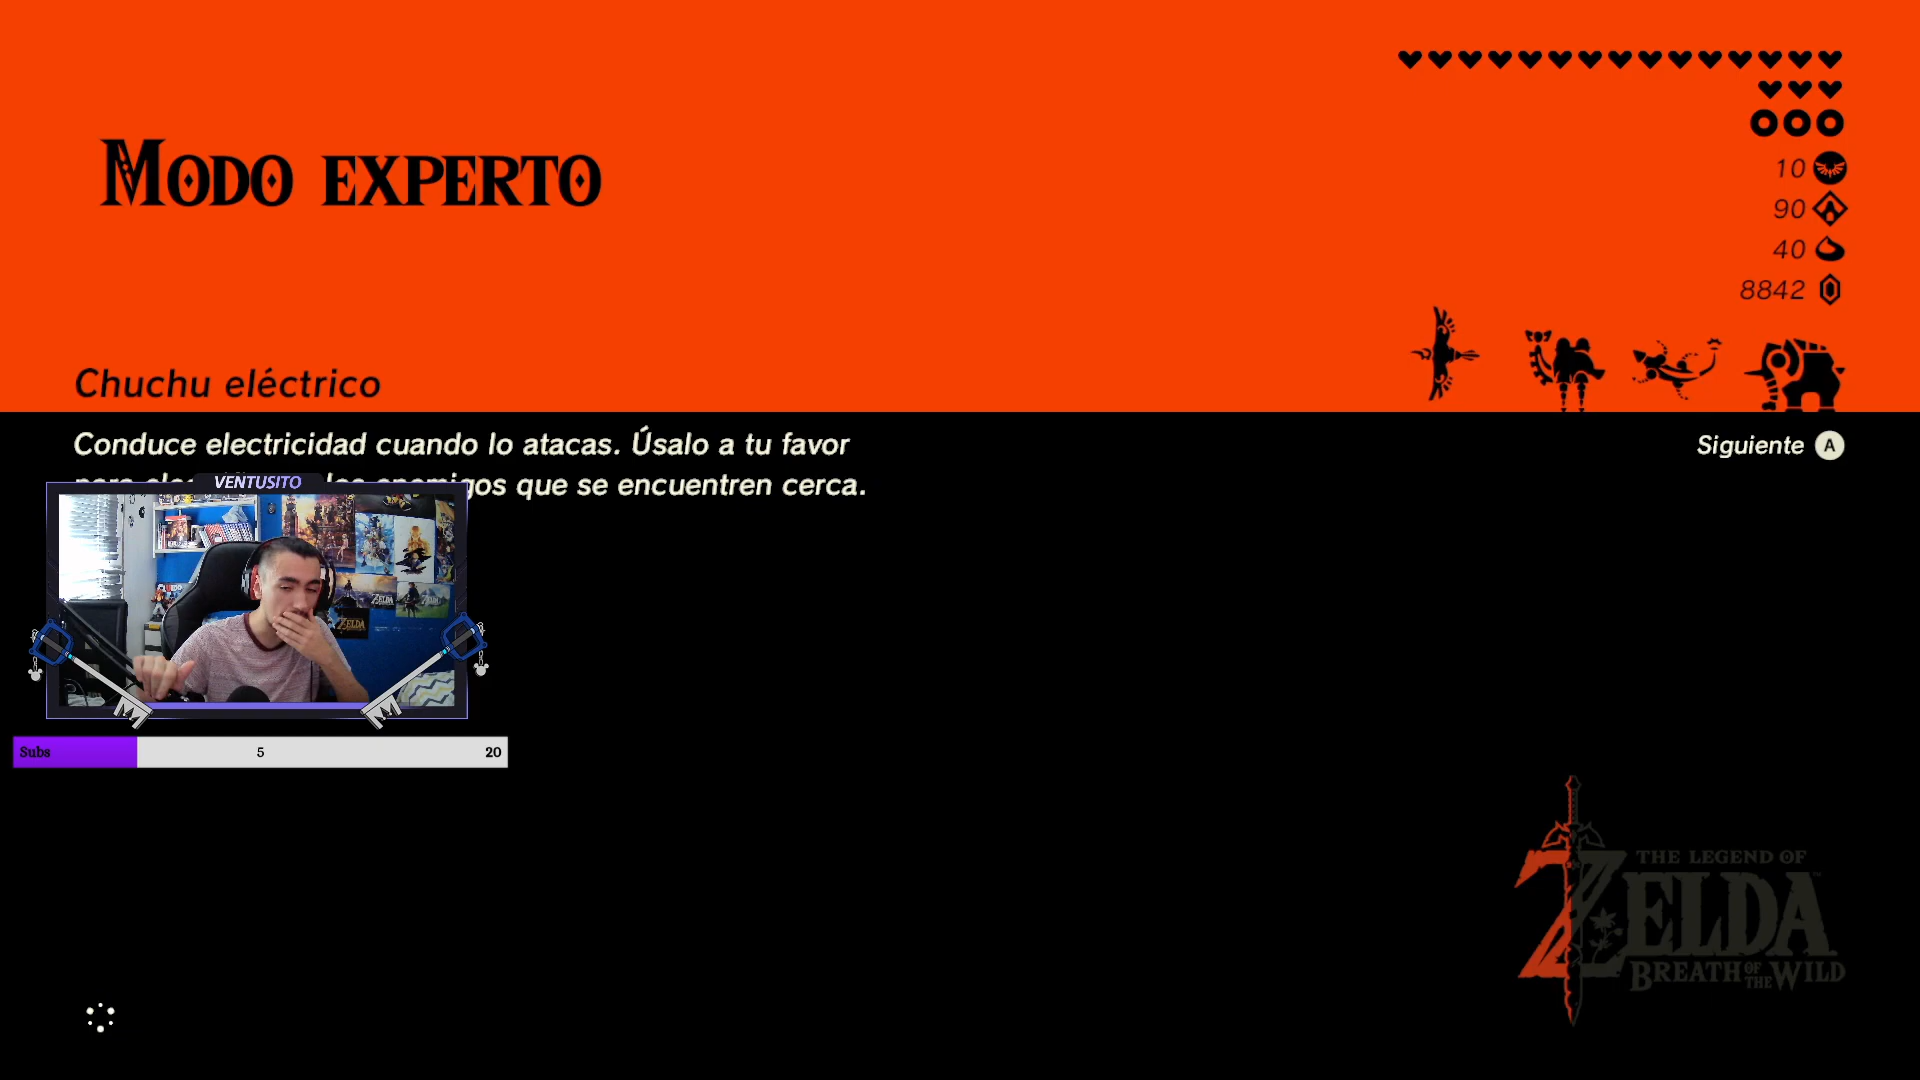 Modo experto
10
90
40
8842
Chuchu eléctrico
Conduce electricidad cuando lo atacas. Úsalo a tu favor
que se encuentren cerca.
Siguiente A
VENTUSITO
Subs 5 20
THE LEGEND OF
ZELDA
BREATH OF THE WILD